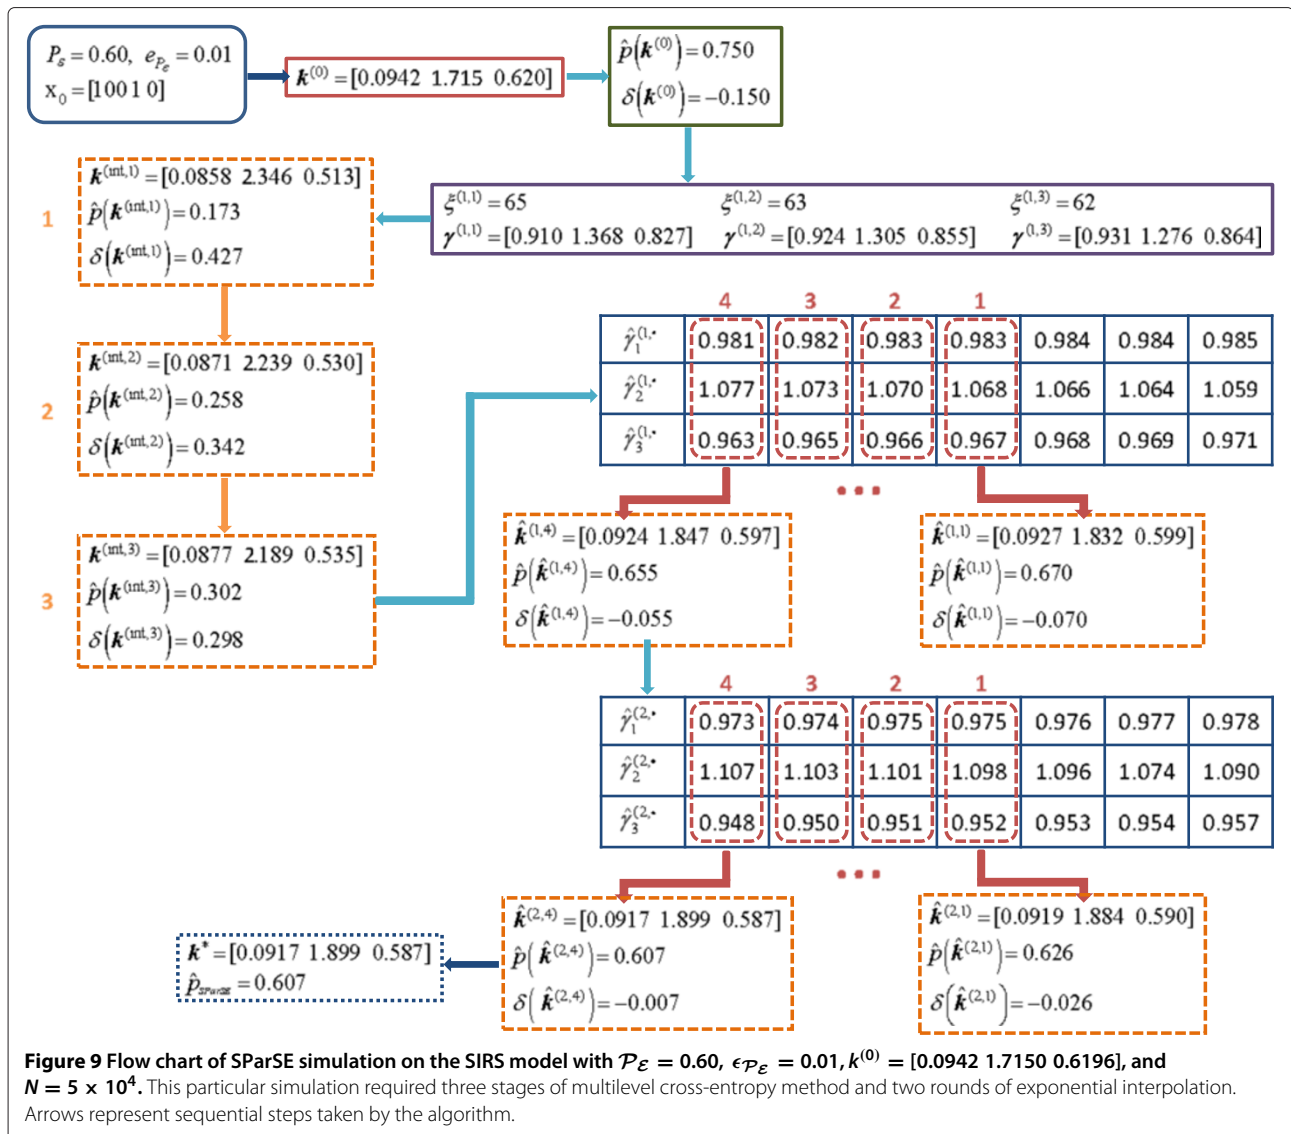 P_ε = 0.60, e_{P_ε} = 0.01
x₀ = [100 1 0]
k^(0) = [0.0942 1.715 0.620]
p̂(k^(0)) = 0.750
δ(k^(0)) = −0.150
ξ^(1,1) = 65 ξ^(1,2) = 63 ξ^(1,3) = 62
γ^(1,1) = [0.910 1.368 0.827] γ^(1,2) = [0.924 1.305 0.855] γ^(1,3) = [0.931 1.276 0.864]
1
k^(int,1) = [0.0858 2.346 0.513]
p̂(k^(int,1)) = 0.173
δ(k^(int,1)) = 0.427
2
k^(int,2) = [0.0871 2.239 0.530]
p̂(k^(int,2)) = 0.258
δ(k^(int,2)) = 0.342
3
k^(int,3) = [0.0877 2.189 0.535]
p̂(k^(int,3)) = 0.302
δ(k^(int,3)) = 0.298
4 3 2 1
γ̂₁^(1,• 0.981 0.982 0.983 0.983 0.984 0.984 0.985
γ̂₂^(1,• 1.077 1.073 1.070 1.068 1.066 1.064 1.059
γ̂₃^(1,• 0.963 0.965 0.966 0.967 0.968 0.969 0.971
...
k̂^(1,4) = [0.0924 1.847 0.597]
p̂(k̂^(1,4)) = 0.655
δ(k̂^(1,4)) = −0.055
k̂^(1,1) = [0.0927 1.832 0.599]
p̂(k̂^(1,1)) = 0.670
δ(k̂^(1,1)) = −0.070
4 3 2 1
γ̂₁^(2,• 0.973 0.974 0.975 0.975 0.976 0.977 0.978
γ̂₂^(2,• 1.107 1.103 1.101 1.098 1.096 1.074 1.090
γ̂₃^(2,• 0.948 0.950 0.951 0.952 0.953 0.954 0.957
...
k̂^(2,4) = [0.0917 1.899 0.587]
p̂(k̂^(2,4)) = 0.607
δ(k̂^(2,4)) = −0.007
k̂^(2,1) = [0.0919 1.884 0.590]
p̂(k̂^(2,1)) = 0.626
δ(k̂^(2,1)) = −0.026
k* = [0.0917 1.899 0.587]
p̂_SParSE = 0.607
Figure 9 Flow chart of SParSE simulation on the SIRS model with 𝒫_ℰ = 0.60, ϵ_{𝒫_ℰ} = 0.01, k^(0) = [0.0942 1.7150 0.6196], and
N = 5 × 10⁴. This particular simulation required three stages of multilevel cross-entropy method and two rounds of exponential interpolation.
Arrows represent sequential steps taken by the algorithm.